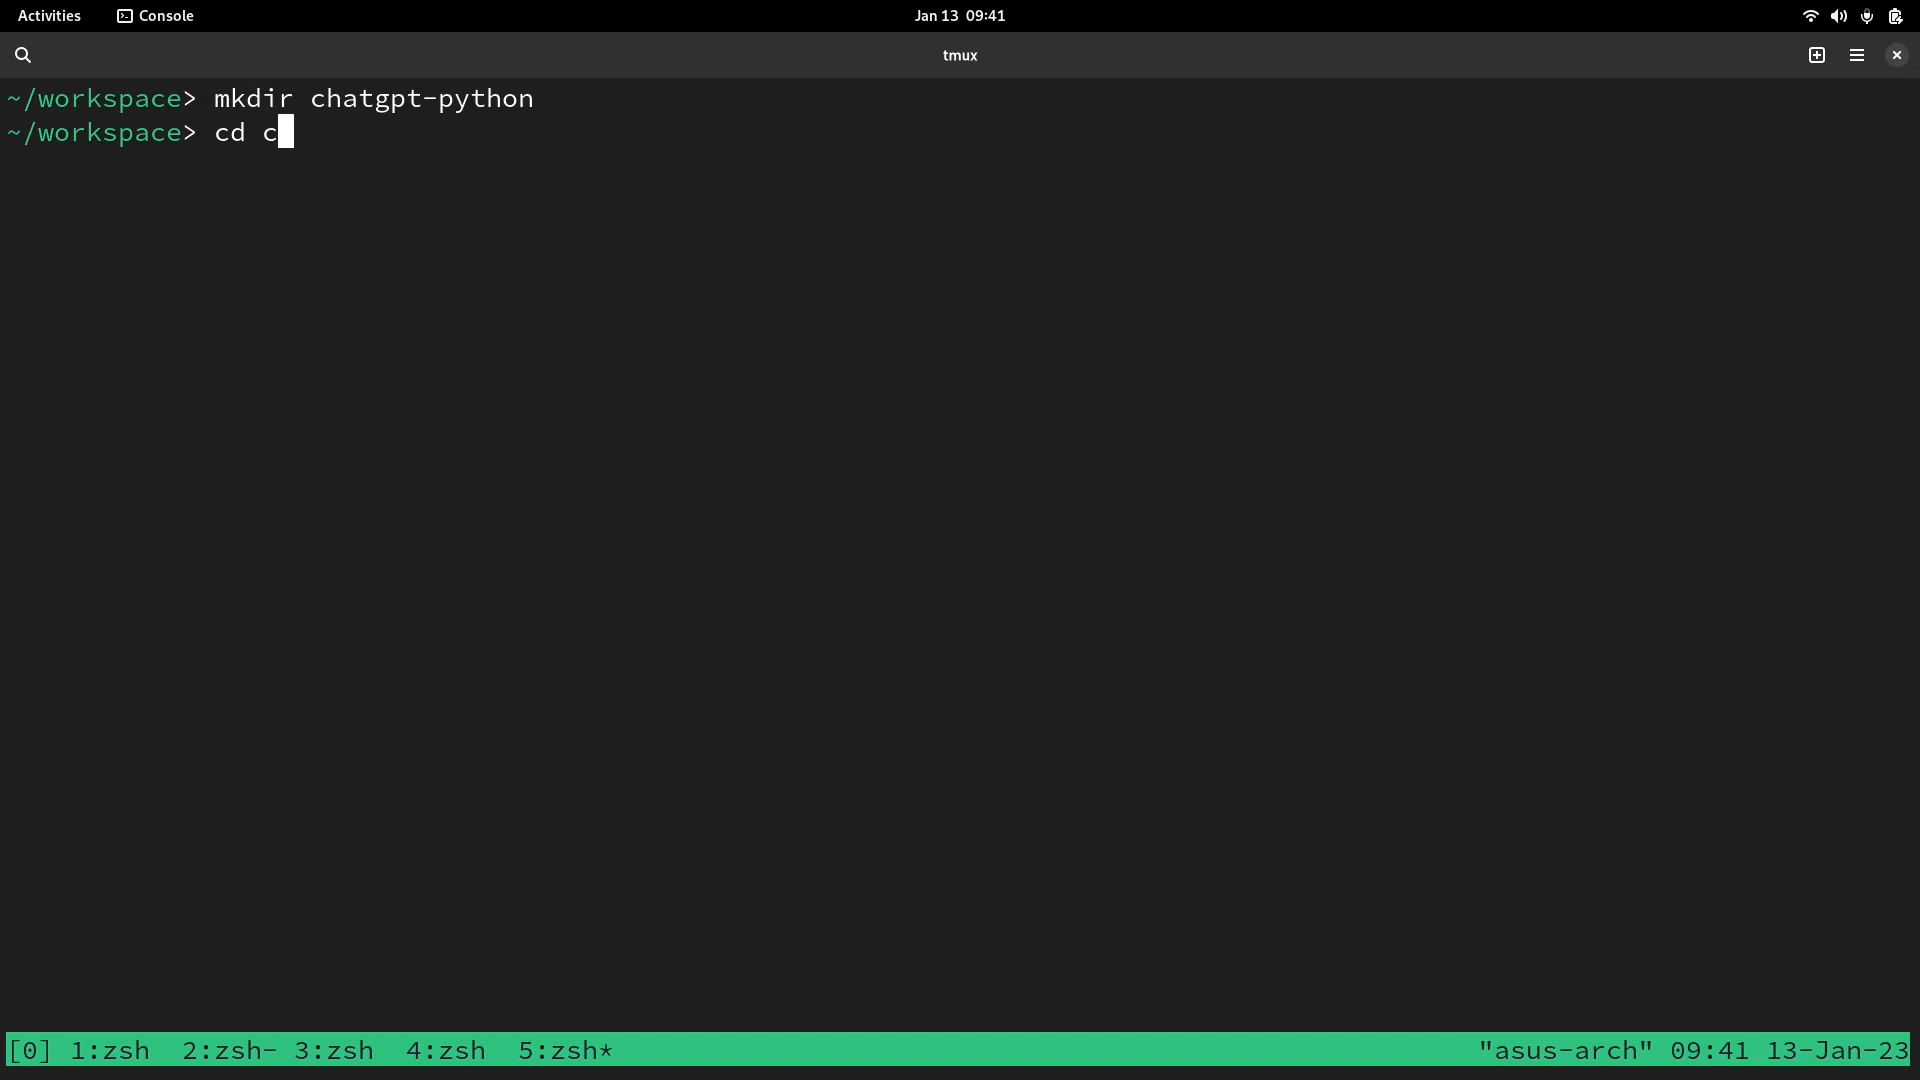 Activities Console Jan 13 09:41
tmux
~/workspace> mkdir chatgpt-python
~/workspace> cd c
[0] 1:zsh 2:zsh- 3:zsh 4:zsh 5:zsh* "asus-arch" 09:41 13-Jan-23